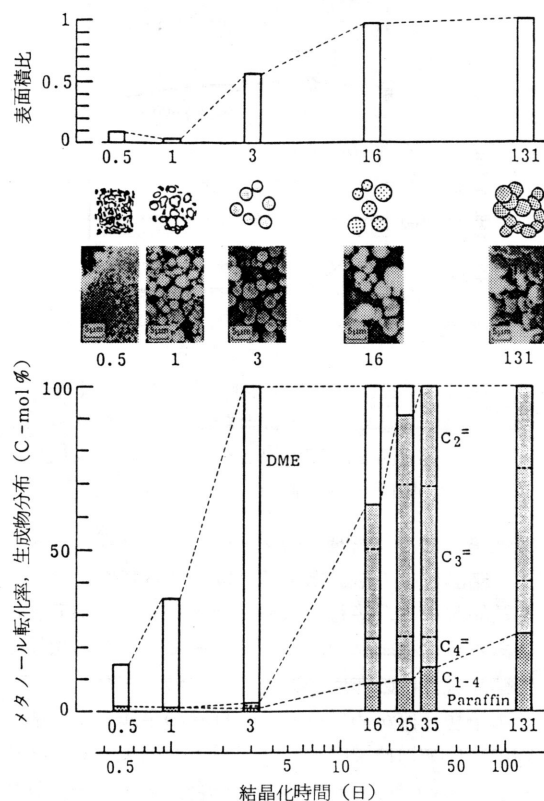 表面積比
1
0.5
0
0.5 1 3 16 131
5μm 5μm 5μm 5μm 5μm
0.5 1 3 16 131
メタノール転化率，生成物分布（C-mol％）
100
50
0
DME
C2=
C3=
C4=
C1-4
Paraffin
0.5 1 3 16 25 35 131
0.5 1 5 10 50 100
結晶化時間（日）